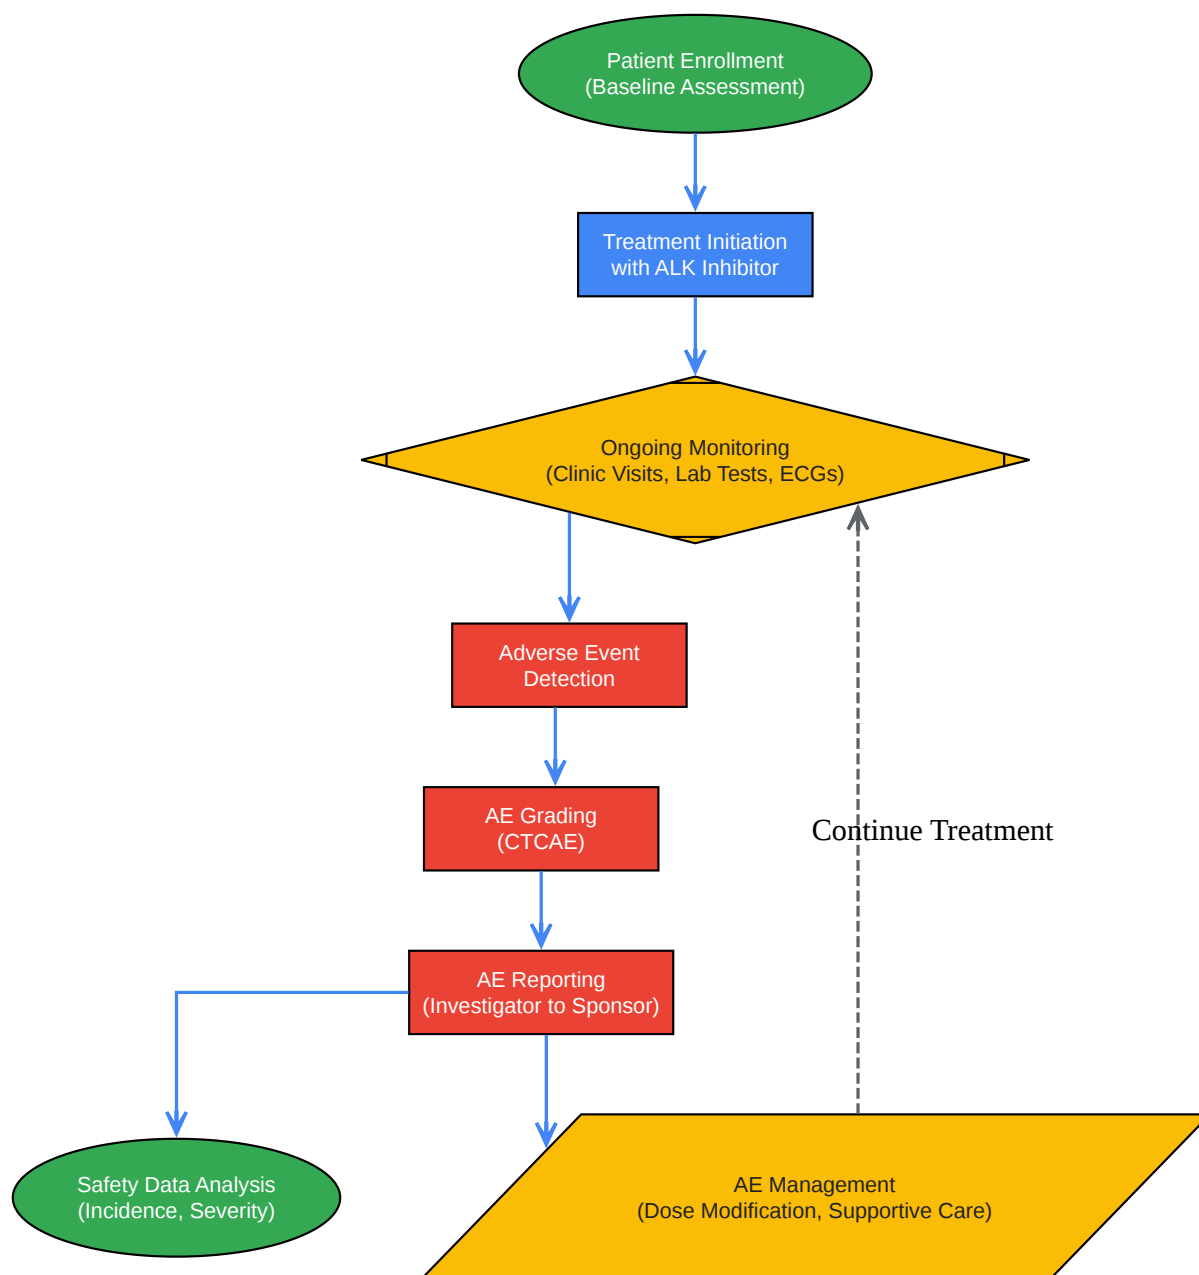 Patient Enrollment
(Baseline Assessment)
Treatment Initiation
with ALK Inhibitor
Ongoing Monitoring
(Clinic Visits, Lab Tests, ECGs)
Adverse Event
Detection
AE Grading
(CTCAE)
Continue Treatment
AE Reporting
(Investigator to Sponsor)
Safety Data Analysis
(Incidence, Severity)
AE Management
(Dose Modification, Supportive Care)